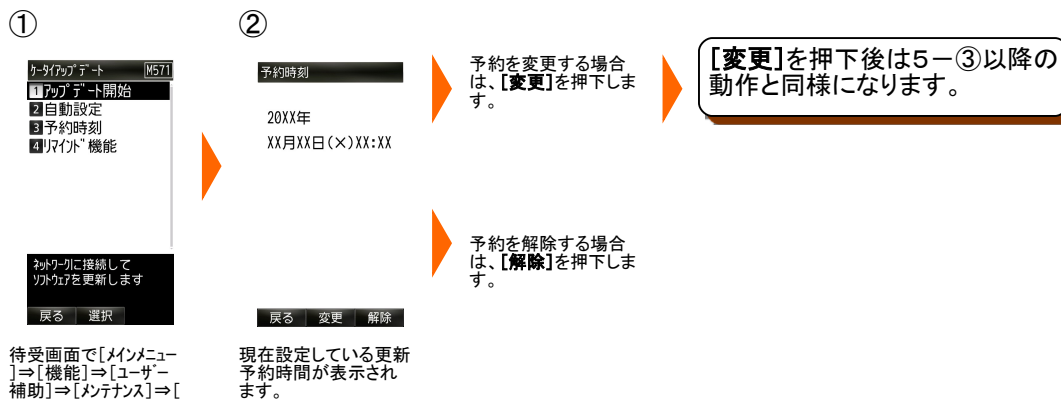 ①
ｹｰﾀｲｱｯﾌﾟﾃﾞｰﾄ M571
1 ｱｯﾌﾟﾃﾞｰﾄ開始
2 自動設定
3 予約時刻
4 ﾘﾏｲﾝﾄﾞ機能
ﾈｯﾄﾜｰｸに接続して
ｿﾌﾄｳｪｱを更新します
戻る 選択
待受画面で[ﾒｲﾝﾒﾆｭｰ
]⇒[機能]⇒[ユーザー
補助]⇒[ﾒﾝﾃﾅﾝｽ]⇒[
②
予約時刻
20XX年
XX月XX日(×)XX:XX
戻る 変更 解除
現在設定している更新
予約時間が表示され
ます。
予約を変更する場合
は、[変更]を押下しま
す。
予約を解除する場合
は、[解除]を押下しま
す。
[変更]を押下後は５－③以降の
動作と同様になります。